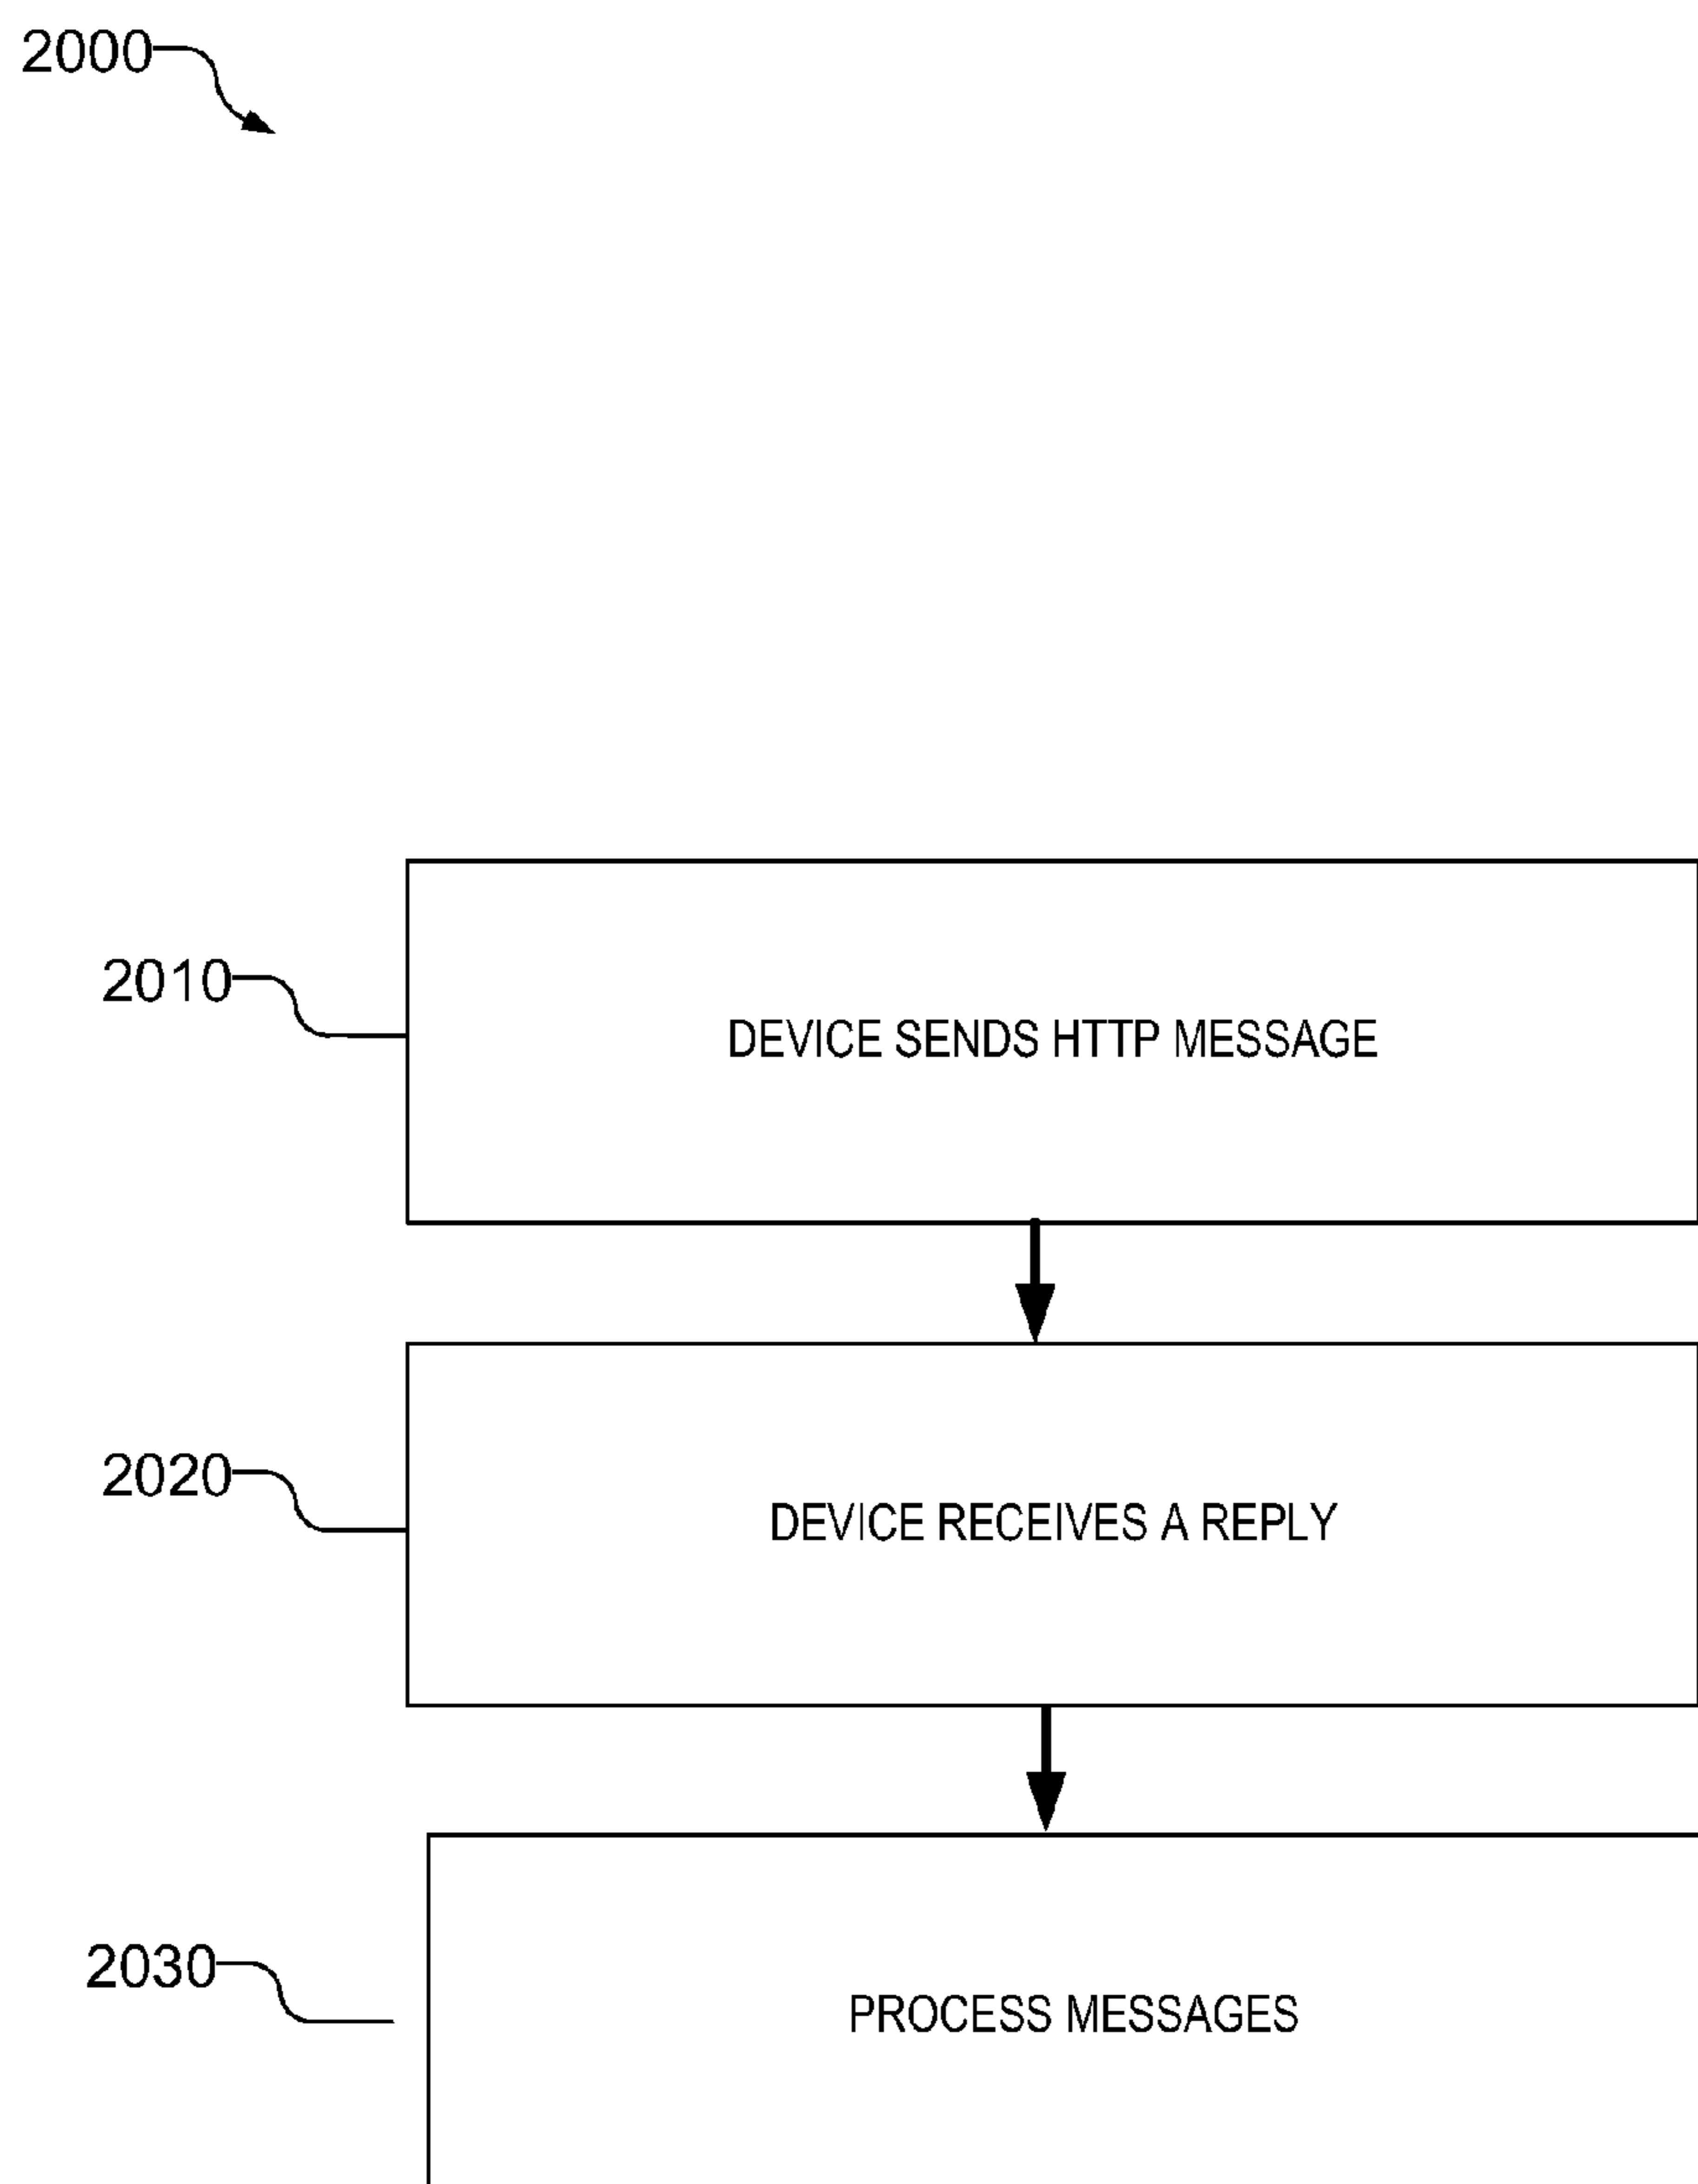 2000
2010
DEVICE SENDS HTTP MESSAGE
2020
DEVICE RECEIVES A REPLY
2030
PROCESS MESSAGES